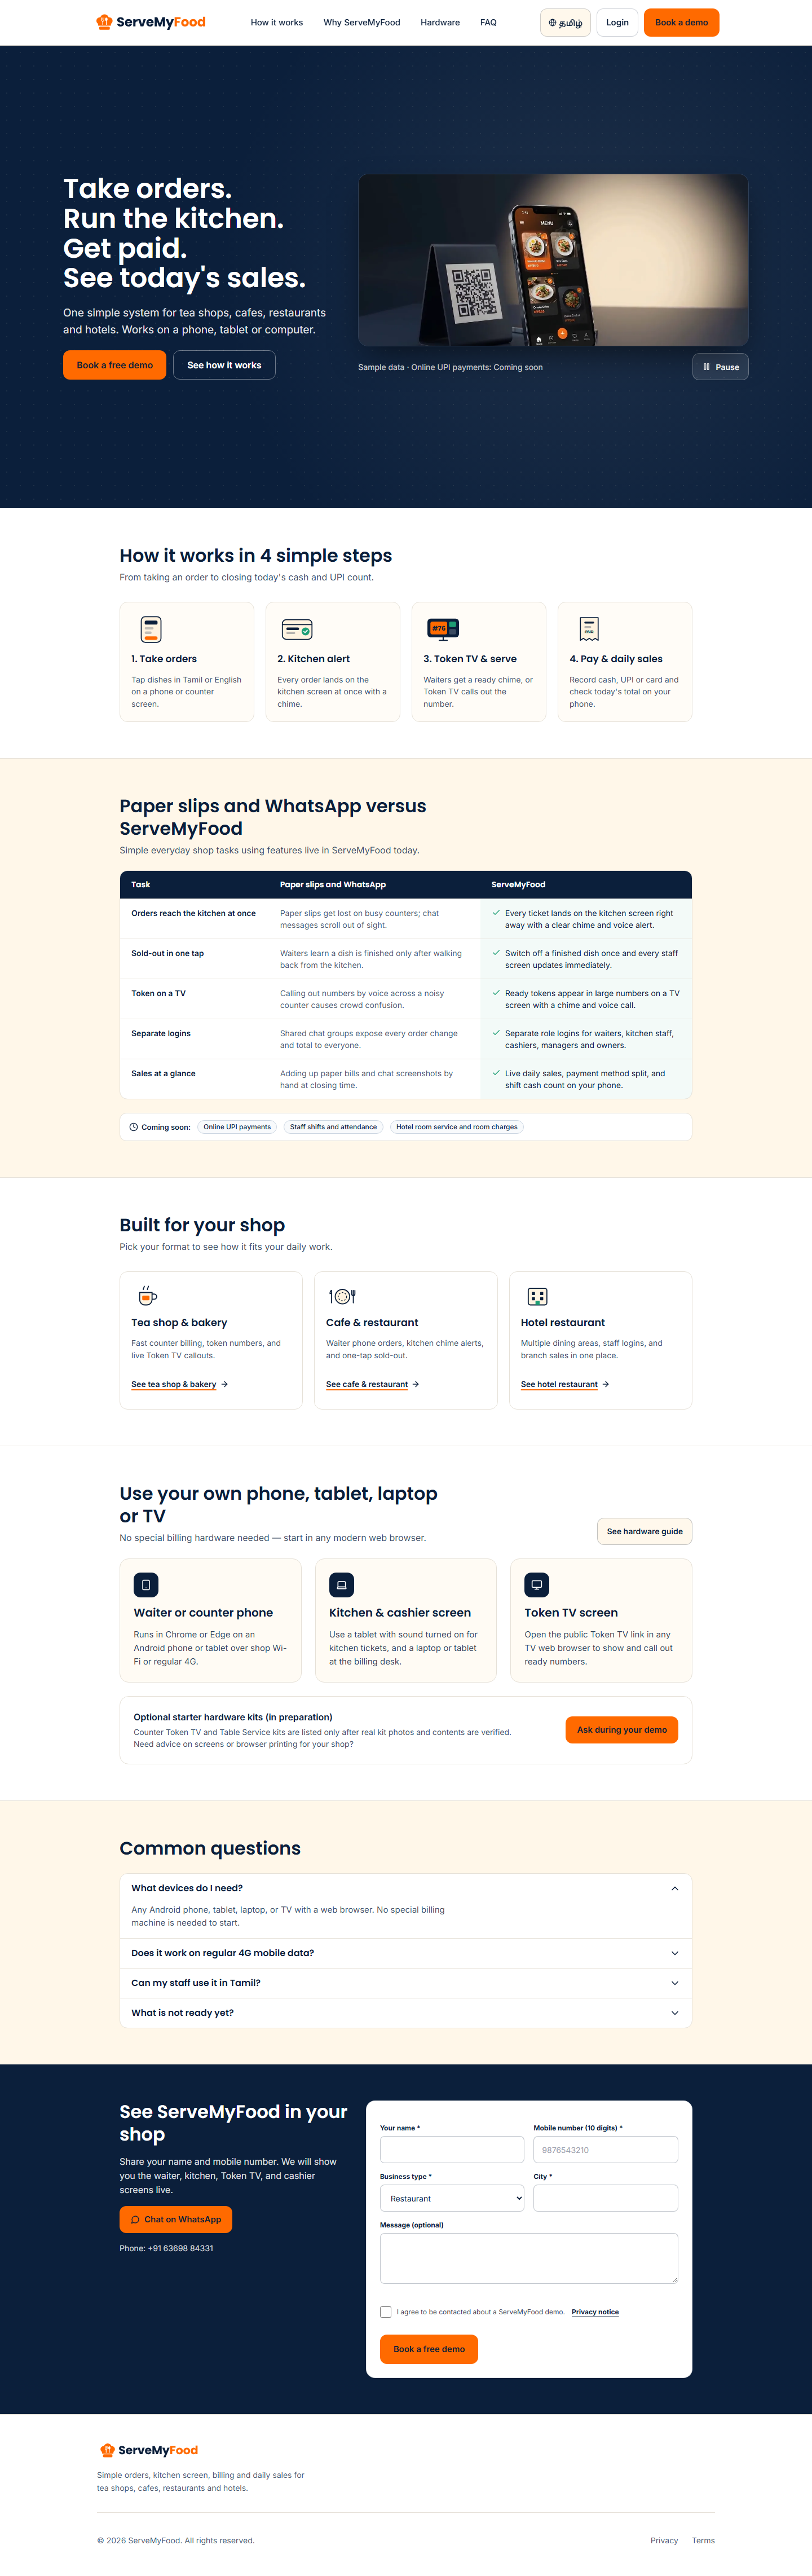 ServeMyFood
How it works
Why ServeMyFood
Hardware
FAQ
தமிழ்
Login
Book a demo
Take orders.
Run the kitchen.
Get paid.
See today's sales.
One simple system for tea shops, cafes, restaurants
and hotels. Works on a phone, tablet or computer.
Book a free demo
See how it works
MENU
Sample data · Online UPI payments: Coming soon
Pause
How it works in 4 simple steps
From taking an order to closing today's cash and UPI count.
1. Take orders
Tap dishes in Tamil or English
on a phone or counter
screen.
2. Kitchen alert
Every order lands on the
kitchen screen at once with a
chime.
#76
3. Token TV & serve
Waiters get a ready chime, or
Token TV calls out the
number.
PAID
4. Pay & daily sales
Record cash, UPI or card and
check today's total on your
phone.
Paper slips and WhatsApp versus
ServeMyFood
Simple everyday shop tasks using features live in ServeMyFood today.
Task
Paper slips and WhatsApp
ServeMyFood
Orders reach the kitchen at once
Paper slips get lost on busy counters; chat
messages scroll out of sight.
Every ticket lands on the kitchen screen right
away with a clear chime and voice alert.
Sold-out in one tap
Waiters learn a dish is finished only after walking
back from the kitchen.
Switch off a finished dish once and every staff
screen updates immediately.
Token on a TV
Calling out numbers by voice across a noisy
counter causes crowd confusion.
Ready tokens appear in large numbers on a TV
screen with a chime and voice call.
Separate logins
Shared chat groups expose every order change
and total to everyone.
Separate role logins for waiters, kitchen staff,
cashiers, managers and owners.
Sales at a glance
Adding up paper bills and chat screenshots by
hand at closing time.
Live daily sales, payment method split, and
shift cash count on your phone.
Coming soon:
Online UPI payments
Staff shifts and attendance
Hotel room service and room charges
Built for your shop
Pick your format to see how it fits your daily work.
Tea shop & bakery
Fast counter billing, token numbers, and
live Token TV callouts.
See tea shop & bakery →
Cafe & restaurant
Waiter phone orders, kitchen chime alerts,
and one-tap sold-out.
See cafe & restaurant →
Hotel restaurant
Multiple dining areas, staff logins, and
branch sales in one place.
See hotel restaurant →
Use your own phone, tablet, laptop
or TV
No special billing hardware needed — start in any modern web browser.
See hardware guide
Waiter or counter phone
Runs in Chrome or Edge on an
Android phone or tablet over shop Wi-
Fi or regular 4G.
Kitchen & cashier screen
Use a tablet with sound turned on for
kitchen tickets, and a laptop or tablet
at the billing desk.
Token TV screen
Open the public Token TV link in any
TV web browser to show and call out
ready numbers.
Optional starter hardware kits (in preparation)
Counter Token TV and Table Service kits are listed only after real kit photos and contents are verified.
Need advice on screens or browser printing for your shop?
Ask during your demo
Common questions
What devices do I need?
Any Android phone, tablet, laptop, or TV with a web browser. No special billing
machine is needed to start.
Does it work on regular 4G mobile data?
Can my staff use it in Tamil?
What is not ready yet?
See ServeMyFood in your
shop
Share your name and mobile number. We will show
you the waiter, kitchen, Token TV, and cashier
screens live.
Chat on WhatsApp
Phone: +91 63698 84331
Your name *
Mobile number (10 digits) *
9876543210
Business type *
City *
Restaurant
Message (optional)
I agree to be contacted about a ServeMyFood demo. Privacy notice
Book a free demo
ServeMyFood
Simple orders, kitchen screen, billing and daily sales for
tea shops, cafes, restaurants and hotels.
© 2026 ServeMyFood. All rights reserved.
Privacy
Terms